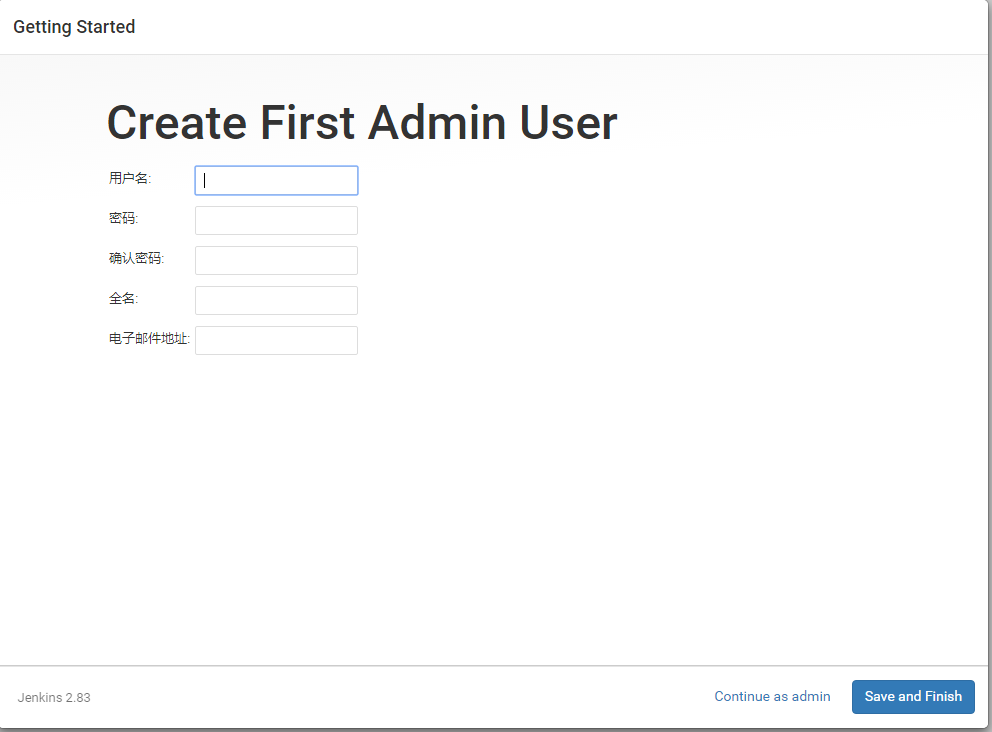 Getting Started
Create First Admin User
用户名:
密码:
确认密码:
全名:
电子邮件地址:
Jenkins 2.83
Continue as admin
Save and Finish